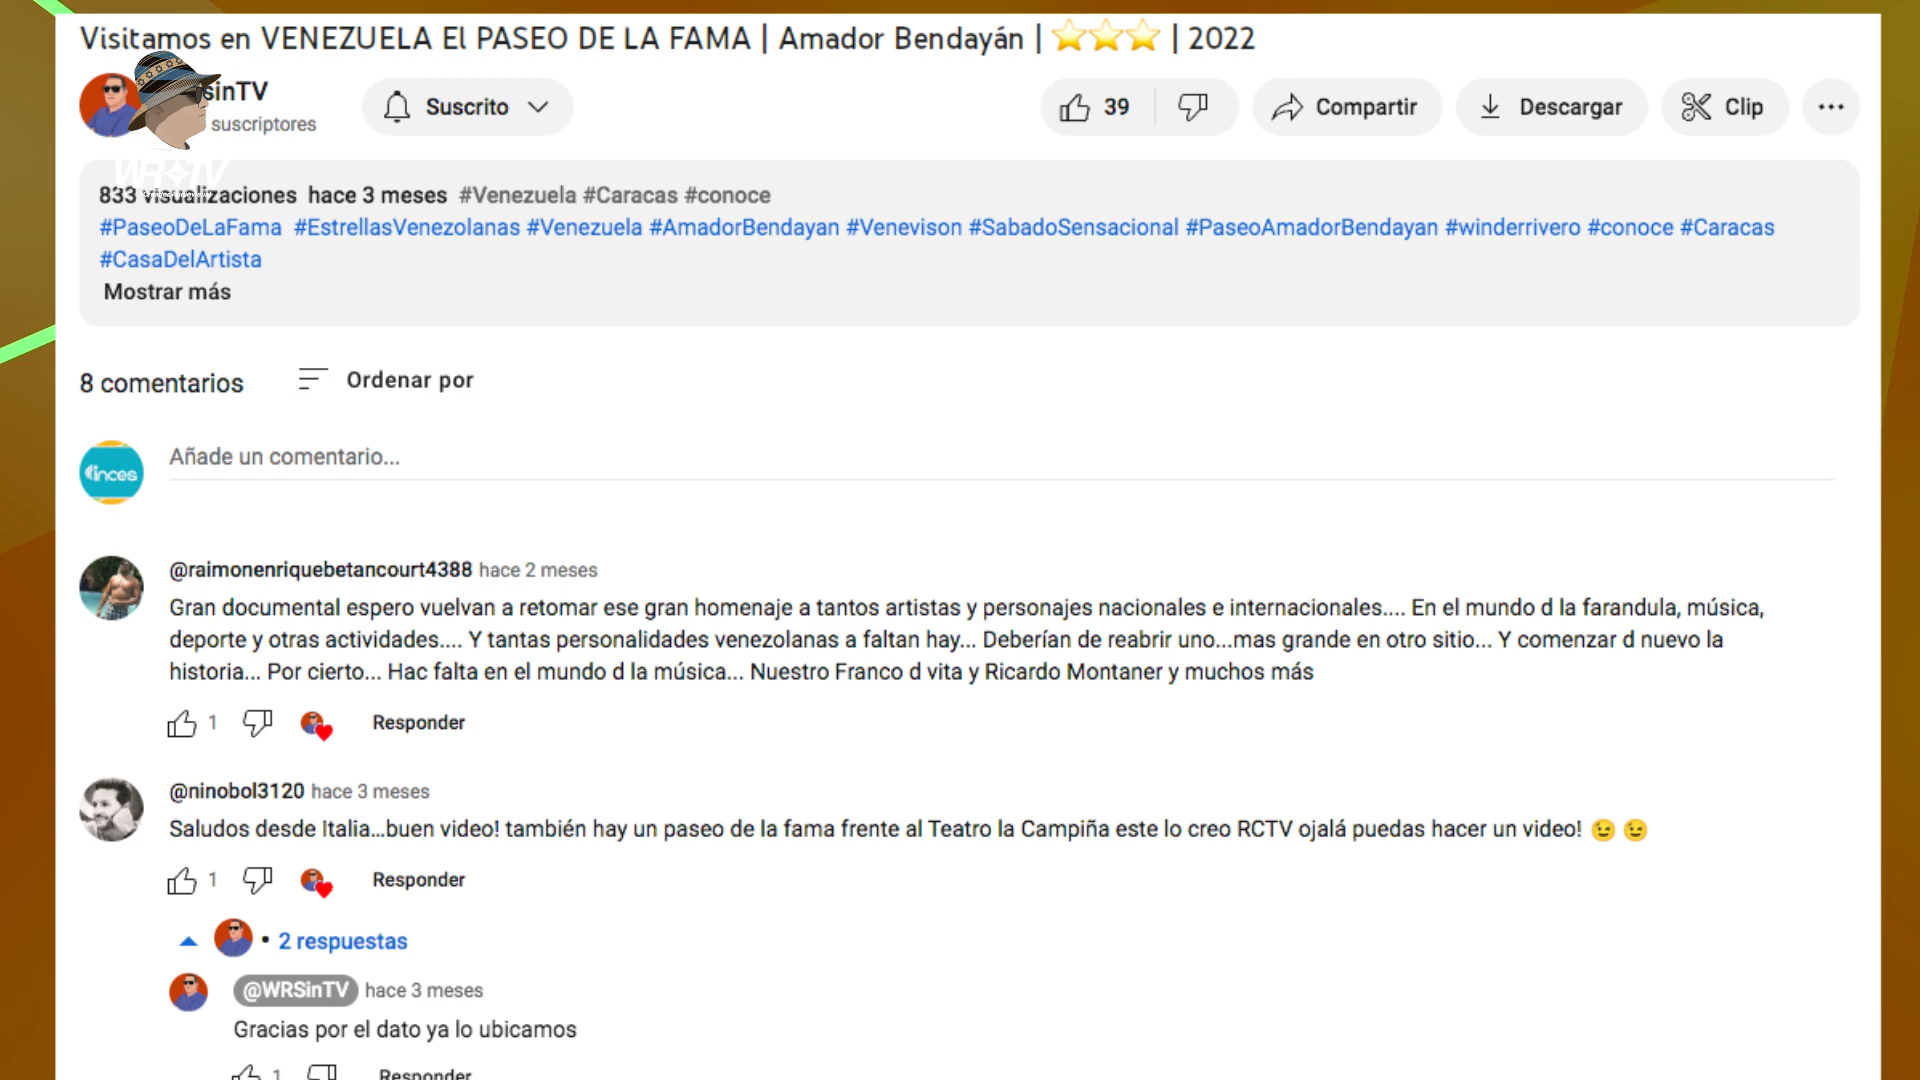 Visitamos en VENEZUELA El PASEO DE LA FAMA | Amador Bendayán | ⭐⭐⭐ | 2022
sinTV
suscriptores
Suscrito
39
Compartir
Descargar
Clip
WR TV
833 visualizaciones hace 3 meses #Venezuela #Caracas #conoce
#PaseoDeLaFama #EstrellasVenezolanas #Venezuela #AmadorBendayan #Venevison #SabadoSensacional #PaseoAmadorBendayan #winderrivero #conoce #Caracas
#CasaDelArtista
Mostrar más
8 comentarios
Ordenar por
inces
Añade un comentario...
@raimonenriquebetancourt4388 hace 2 meses
Gran documental espero vuelvan a retomar ese gran homenaje a tantos artistas y personajes nacionales e internacionales.... En el mundo d la farandula, música,
deporte y otras actividades.... Y tantas personalidades venezolanas a faltan hay... Deberían de reabrir uno...mas grande en otro sitio... Y comenzar d nuevo la
historia... Por cierto... Hac falta en el mundo d la música... Nuestro Franco d vita y Ricardo Montaner y muchos más
1
Responder
@ninobol3120 hace 3 meses
Saludos desde Italia...buen video! también hay un paseo de la fama frente al Teatro la Campiña este lo creo RCTV ojalá puedas hacer un video! 😉 😉
1
Responder
• 2 respuestas
@WRSinTV hace 3 meses
Gracias por el dato ya lo ubicamos
1
Responder